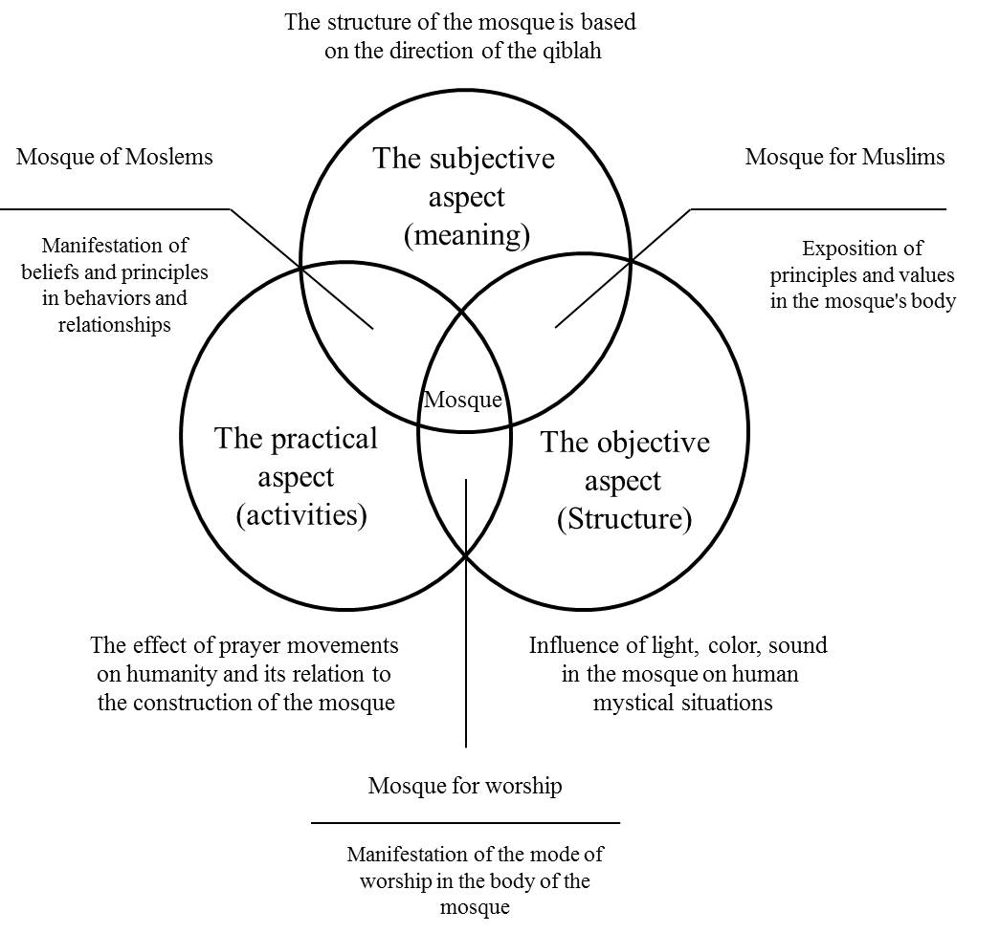 The structure of the mosque is based
on the direction of the qiblah
Mosque of Moslems
Manifestation of
beliefs and principles
in behaviors and
relationships
Mosque for Muslims
Exposition of
principles and values
in the mosque's body
The subjective
aspect
(meaning)
Mosque
The practical
aspect
(activities)
The objective
aspect
(Structure)
The effect of prayer movements
on humanity and its relation to
the construction of the mosque
Influence of light, color, sound
in the mosque on human
mystical situations
Mosque for worship
Manifestation of the mode of
worship in the body of the
mosque